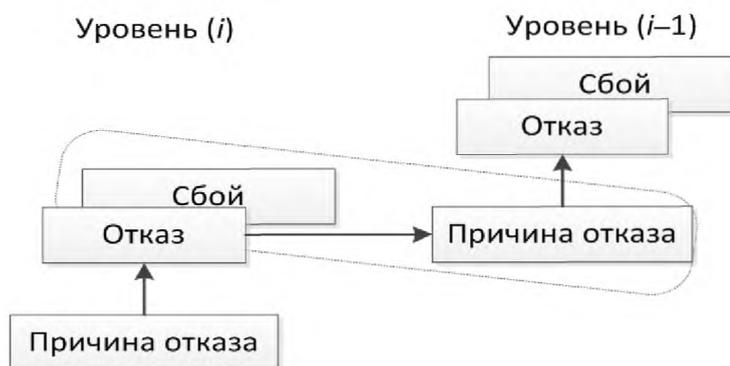 Уровень (i)
Уровень (i–1)
Сбой
Отказ
Сбой
Отказ
Причина отказа
Причина отказа